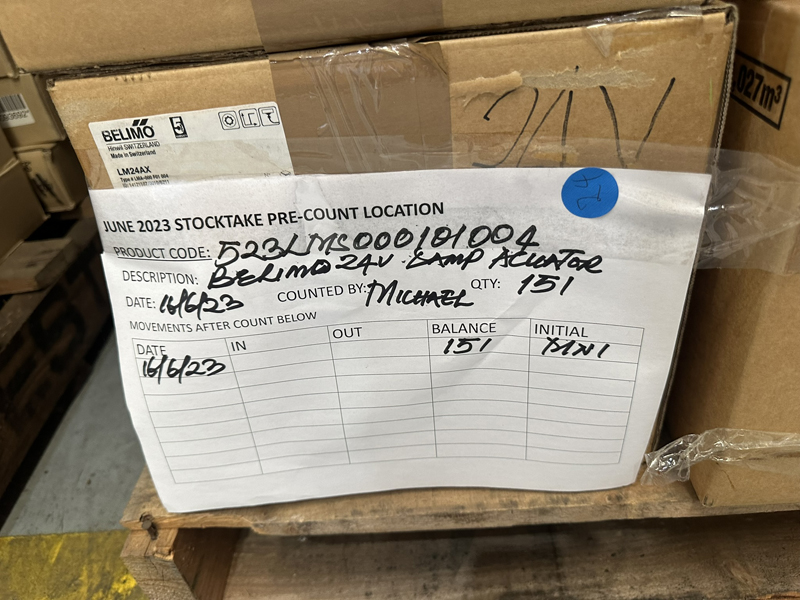 .027m³
24V
BELIMO
Hinwil SWITZERLAND
Made in Switzerland
LM24AX
24
JUNE 2023 STOCKTAKE PRE-COUNT LOCATION
PRODUCT CODE: 523LMS000101004
DESCRIPTION: BELIMO 24V DAMP ACUATOR
DATE: 16/6/23 COUNTED BY: MICHAEL QTY: 151
MOVEMENTS AFTER COUNT BELOW
DATE IN OUT BALANCE INITIAL
16/6/23 151